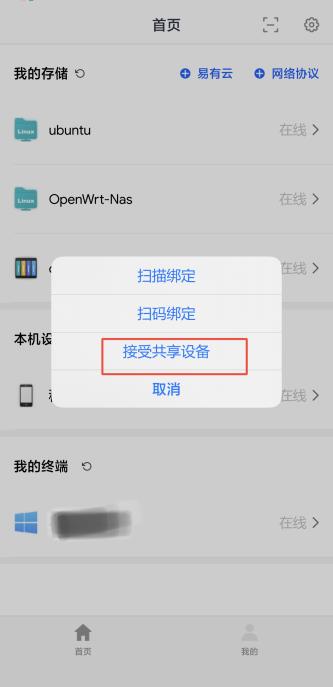 首页
我的存储
易有云
网络协议
ubuntu
在线
OpenWrt-Nas
在线
在线
扫描绑定
扫码绑定
接受共享设备
取消
本机设
在线
我的终端
在线
首页
我的